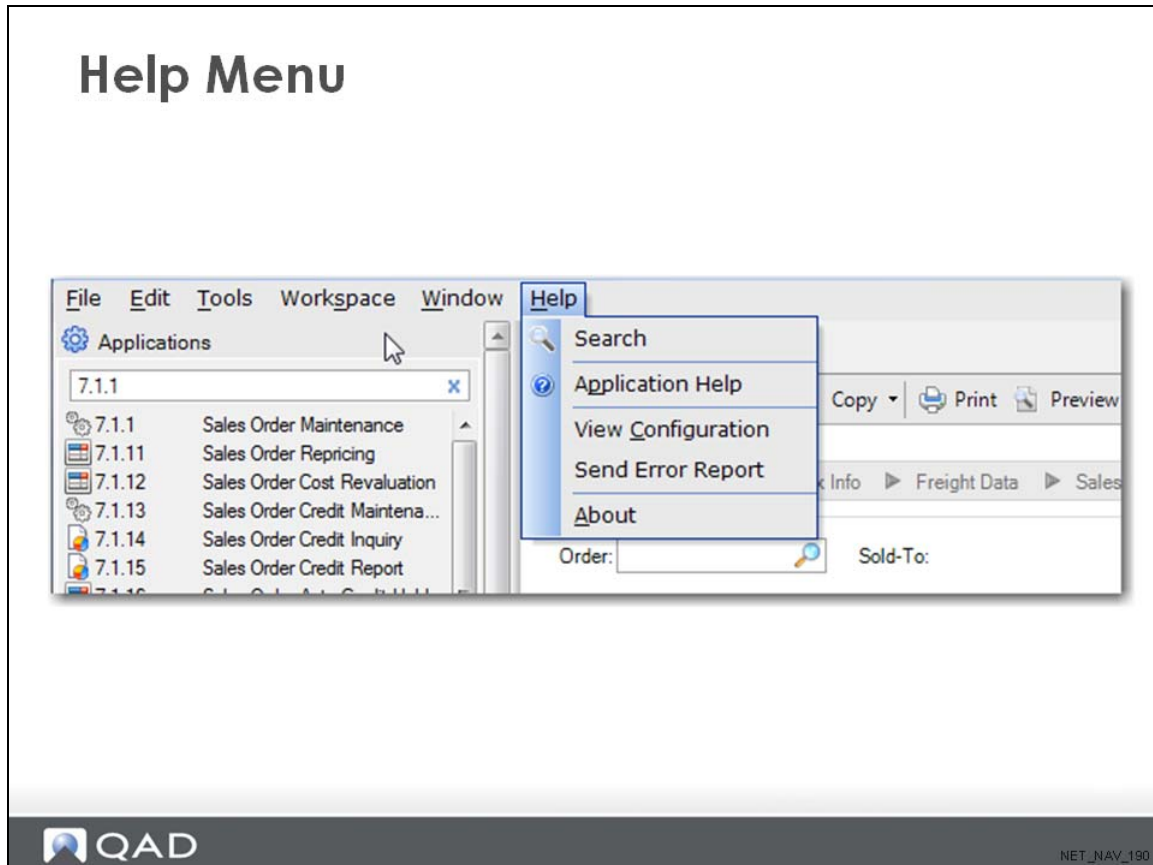 Help Menu
File Edit Tools Workspace Window Help
Applications
7.1.1
7.1.1 Sales Order Maintenance
7.1.11 Sales Order Repricing
7.1.12 Sales Order Cost Revaluation
7.1.13 Sales Order Credit Maintena...
7.1.14 Sales Order Credit Inquiry
7.1.15 Sales Order Credit Report
Search
Application Help
View Configuration
Send Error Report
About
Copy Print Preview
Info Freight Data Sales
Order: Sold-To:
QAD
NET_NAV_190